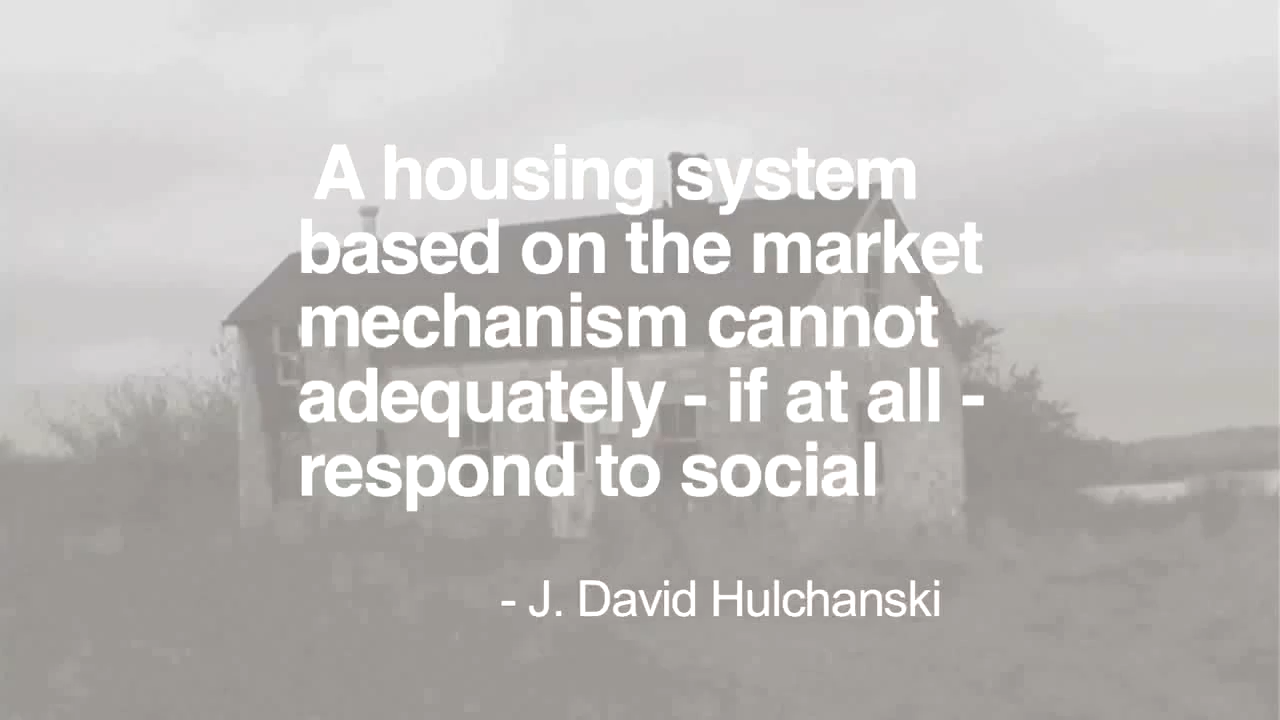 A housing system
based on the market
mechanism cannot
adequately - if at all -
respond to social
- J. David Hulchanski